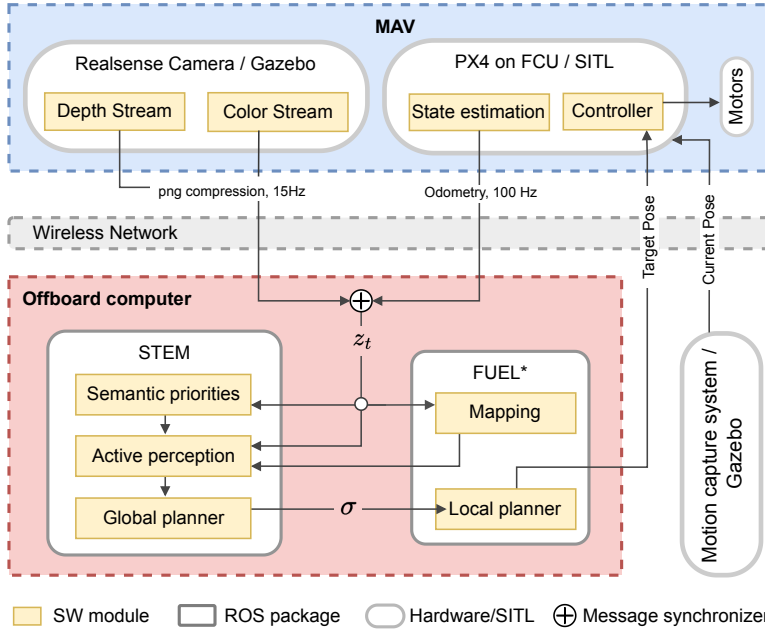 MAV
Realsense Camera / Gazebo
Depth Stream
Color Stream
PX4 on FCU / SITL
State estimation
Controller
Motors
png compression, 15Hz
Odometry, 100 Hz
Target Pose
Current Pose
Wireless Network
Offboard computer
z_t
STEM
Semantic priorities
Active perception
Global planner
σ
FUEL*
Mapping
Local planner
Motion capture system /
Gazebo
SW module
ROS package
Hardware/SITL
Message synchronizer